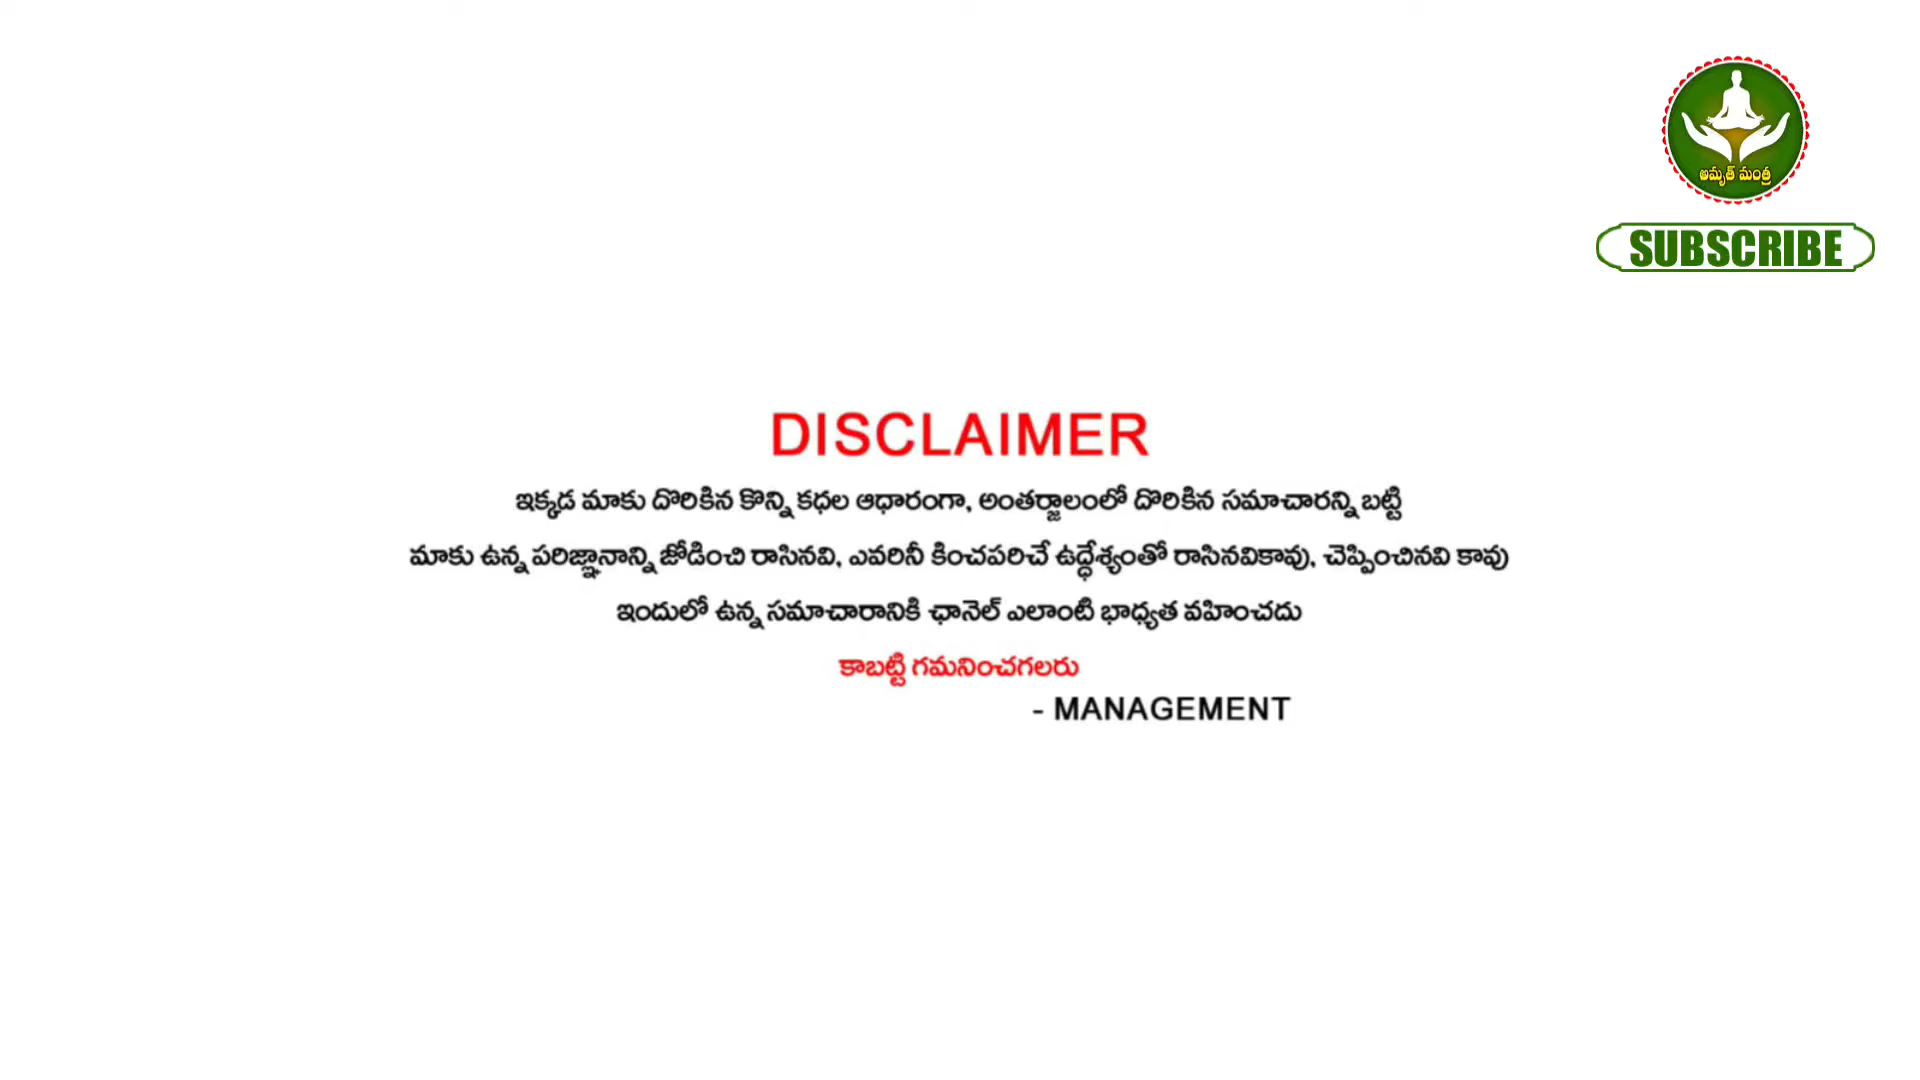 అమృత్ మంత్ర
SUBSCRIBE
DISCLAIMER
ఇక్కడ మాకు దొరికిన కొన్ని కధల ఆధారంగా, అంతర్జాలంలో దొరికిన సమాచారన్ని బట్టి
మాకు ఉన్న పరిజ్ఞానాన్ని జోడించి రాసినవి, ఎవరినీ కించపరిచే ఉద్ధేశ్యంతో రాసినవికావు, చెప్పించినవి కావు
ఇందులో ఉన్న సమాచారానికి ఛానెల్ ఎలాంటి భాధ్యత వహించదు
కాబట్టి గమనించగలరు
- MANAGEMENT